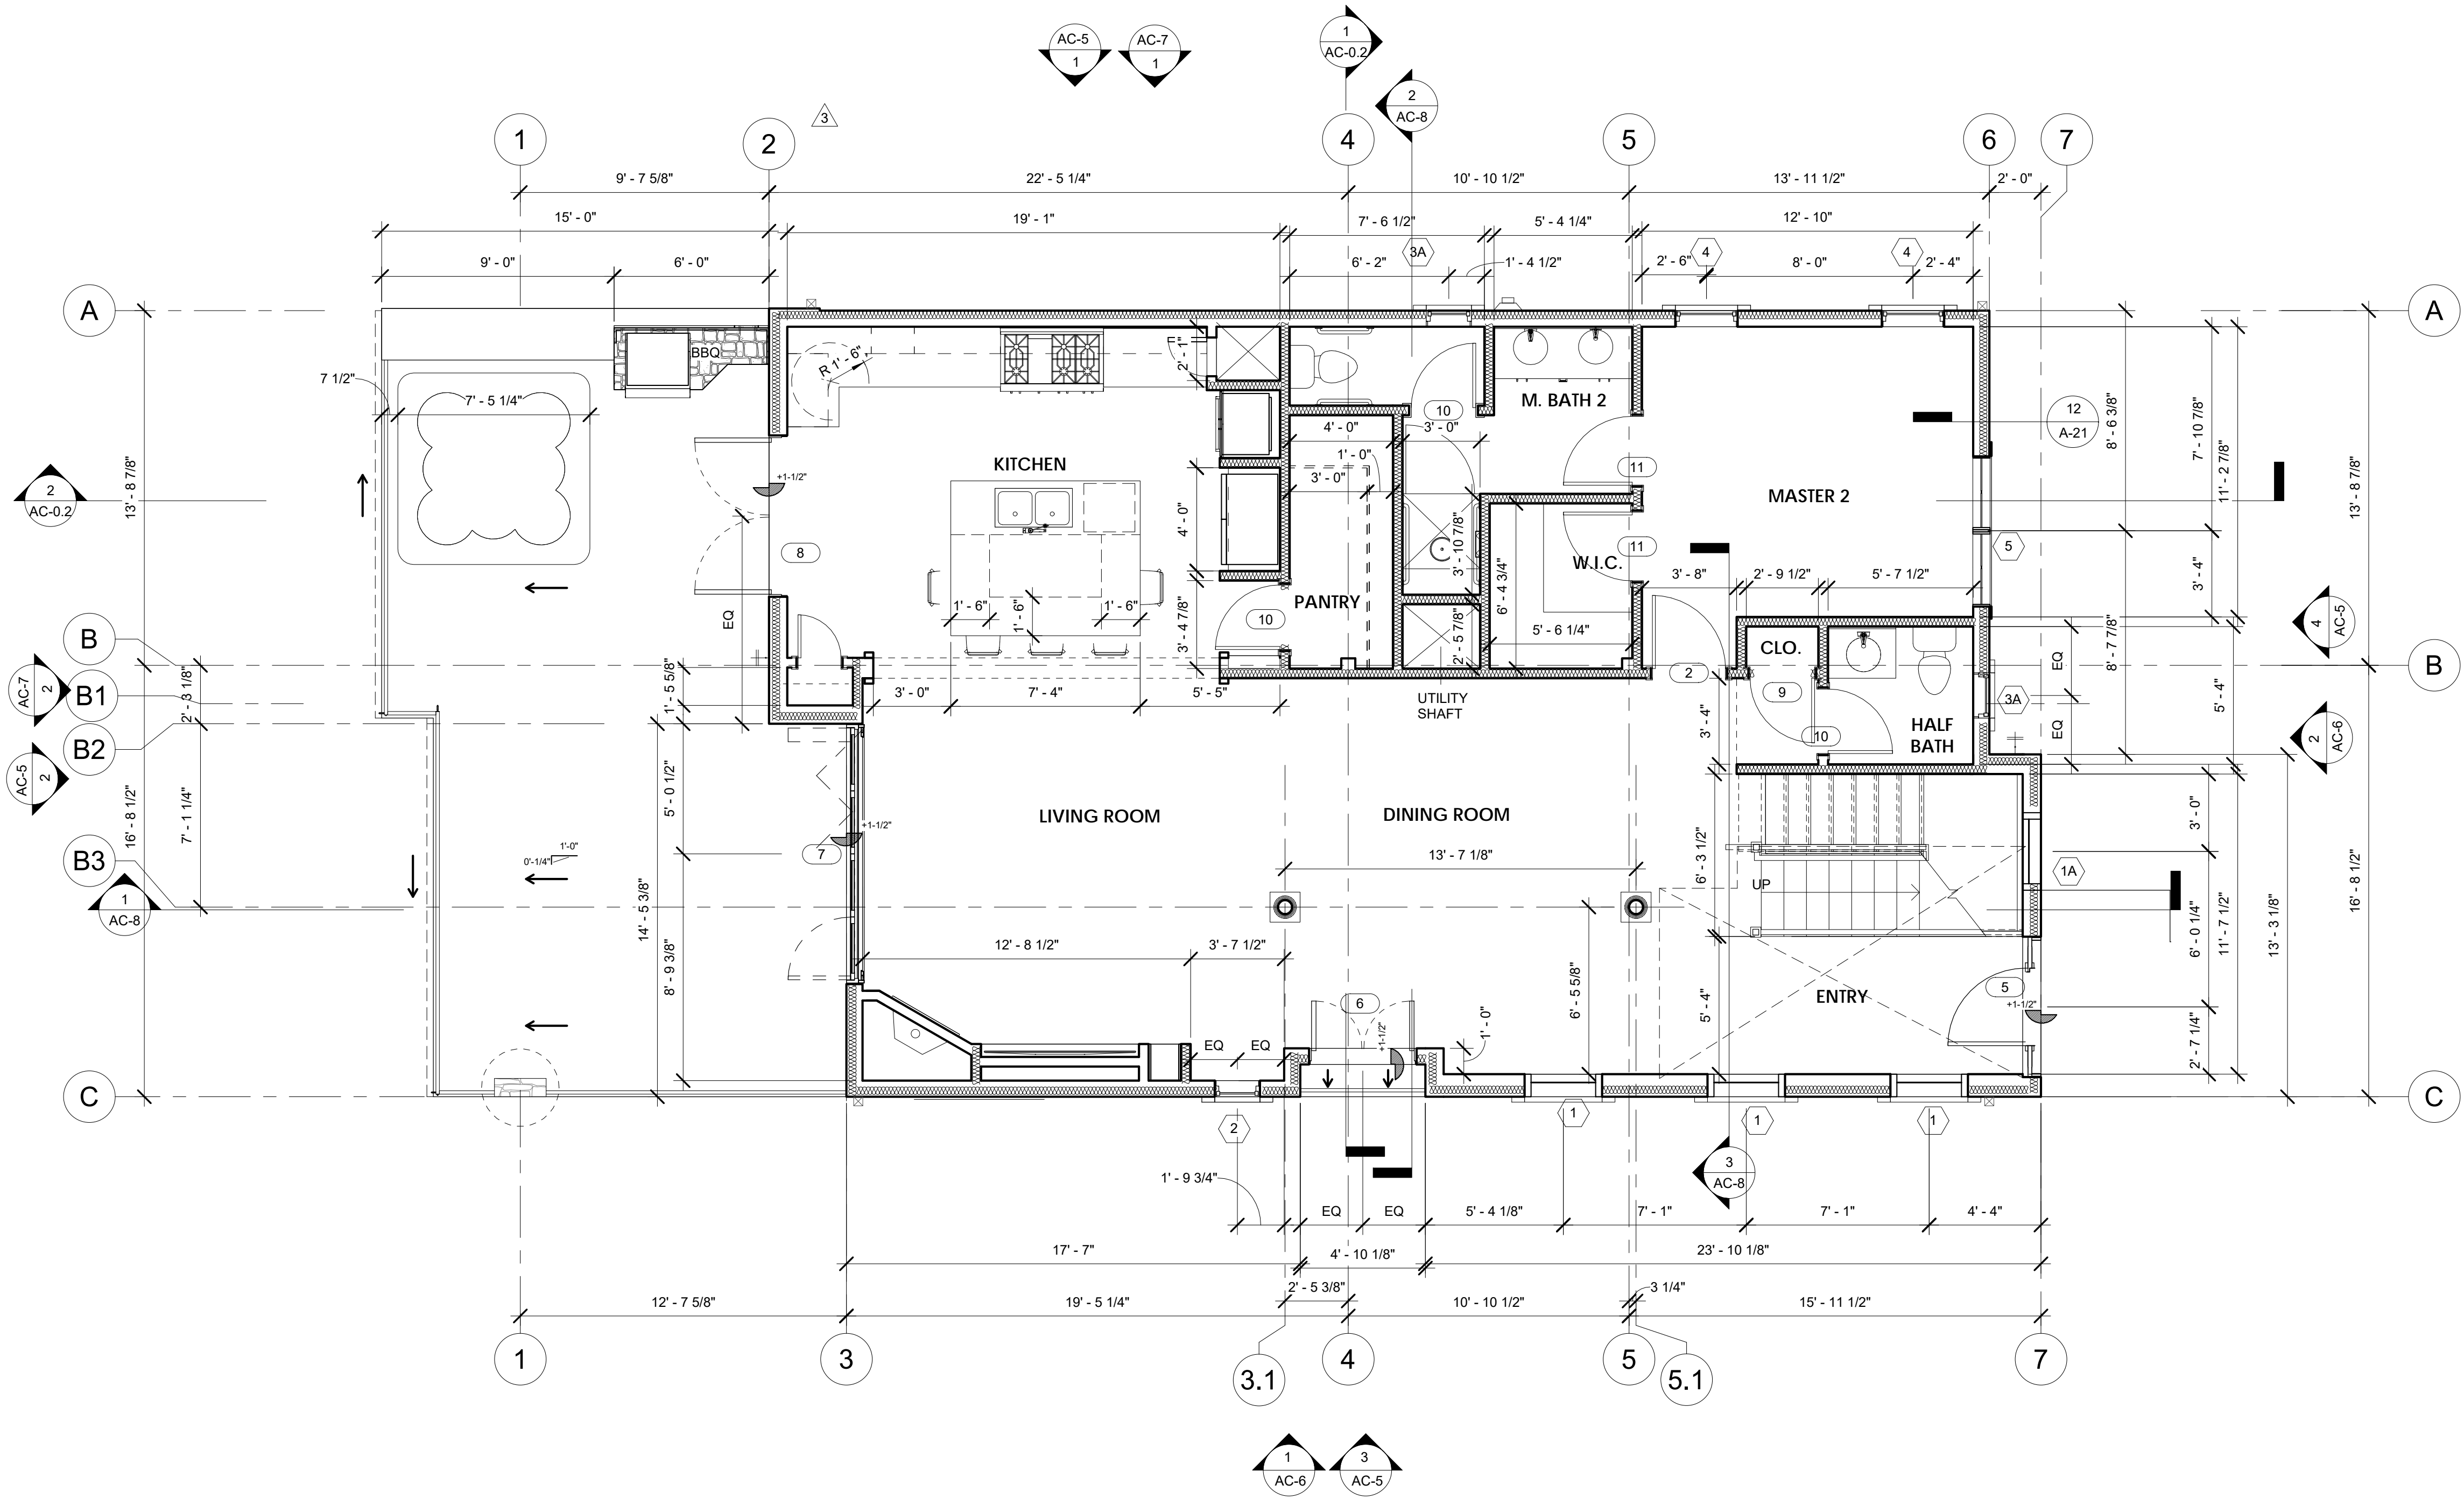 AC-5
1
AC-7
1
1
AC-0.2
2
AC-8
3
1
2
4
5
6
7
9' - 7 5/8"
22' - 5 1/4"
10' - 10 1/2"
13' - 11 1/2"
2' - 0"
15' - 0"
19' - 1"
7' - 6 1/2"
5' - 4 1/4"
12' - 10"
9' - 0"
6' - 0"
6' - 2"
3A
1' - 4 1/2"
2' - 6"
4
8' - 0"
4
2' - 4"
A
A
BBQ
R 1' - 6"
2' - 1"
7 1/2"
7' - 5 1/4"
M. BATH 2
10
12
A-21
4' - 0"
3' - 0"
1' - 0"
3' - 0"
KITCHEN
+1-1/2"
11
MASTER 2
8' - 6 3/8"
7' - 10 7/8"
11' - 2 7/8"
13' - 8 7/8"
2
AC-0.2
13' - 8 7/8"
4' - 0"
8
3' - 10 7/8"
11
5
W.I.C.
3' - 8"
2' - 9 1/2"
5' - 7 1/2"
3' - 4"
1' - 6"
1' - 6"
1' - 6"
PANTRY
10
3' - 4 7/8"
6' - 4 3/4"
2' - 5 7/8"
5' - 6 1/4"
EQ
4
AC-5
B
B
CLO.
EQ
8' - 7 7/8"
AC-7
2
B1
2' - 3 1/8"
1' - 5 5/8"
3' - 0"
7' - 4"
5' - 5"
UTILITY
SHAFT
2
9
3A
5' - 4"
3' - 4"
10
HALF
BATH
EQ
2
AC-6
B2
AC-5
2
16' - 8 1/2"
7' - 1 1/4"
5' - 0 1/2"
LIVING ROOM
DINING ROOM
+1-1/2"
7
3' - 0"
B3
0'-1/4"
1'-0"
13' - 7 1/8"
6' - 3 1/2"
UP
1A
1
AC-8
14' - 5 3/8"
8' - 9 3/8"
12' - 8 1/2"
3' - 7 1/2"
6' - 5 5/8"
5' - 4"
6' - 0 1/4"
11' - 7 1/2"
13' - 3 1/8"
16' - 8 1/2"
ENTRY
5
+1-1/2"
6
+1-1/2"
1' - 0"
EQ
EQ
2' - 7 1/4"
C
C
2
1
1
1
3
AC-8
1' - 9 3/4"
EQ
EQ
5' - 4 1/8"
7' - 1"
7' - 1"
4' - 4"
17' - 7"
4' - 10 1/8"
23' - 10 1/8"
2' - 5 3/8"
3 1/4"
12' - 7 5/8"
19' - 5 1/4"
10' - 10 1/2"
15' - 11 1/2"
1
3
3.1
4
5
5.1
7
1
AC-6
3
AC-5